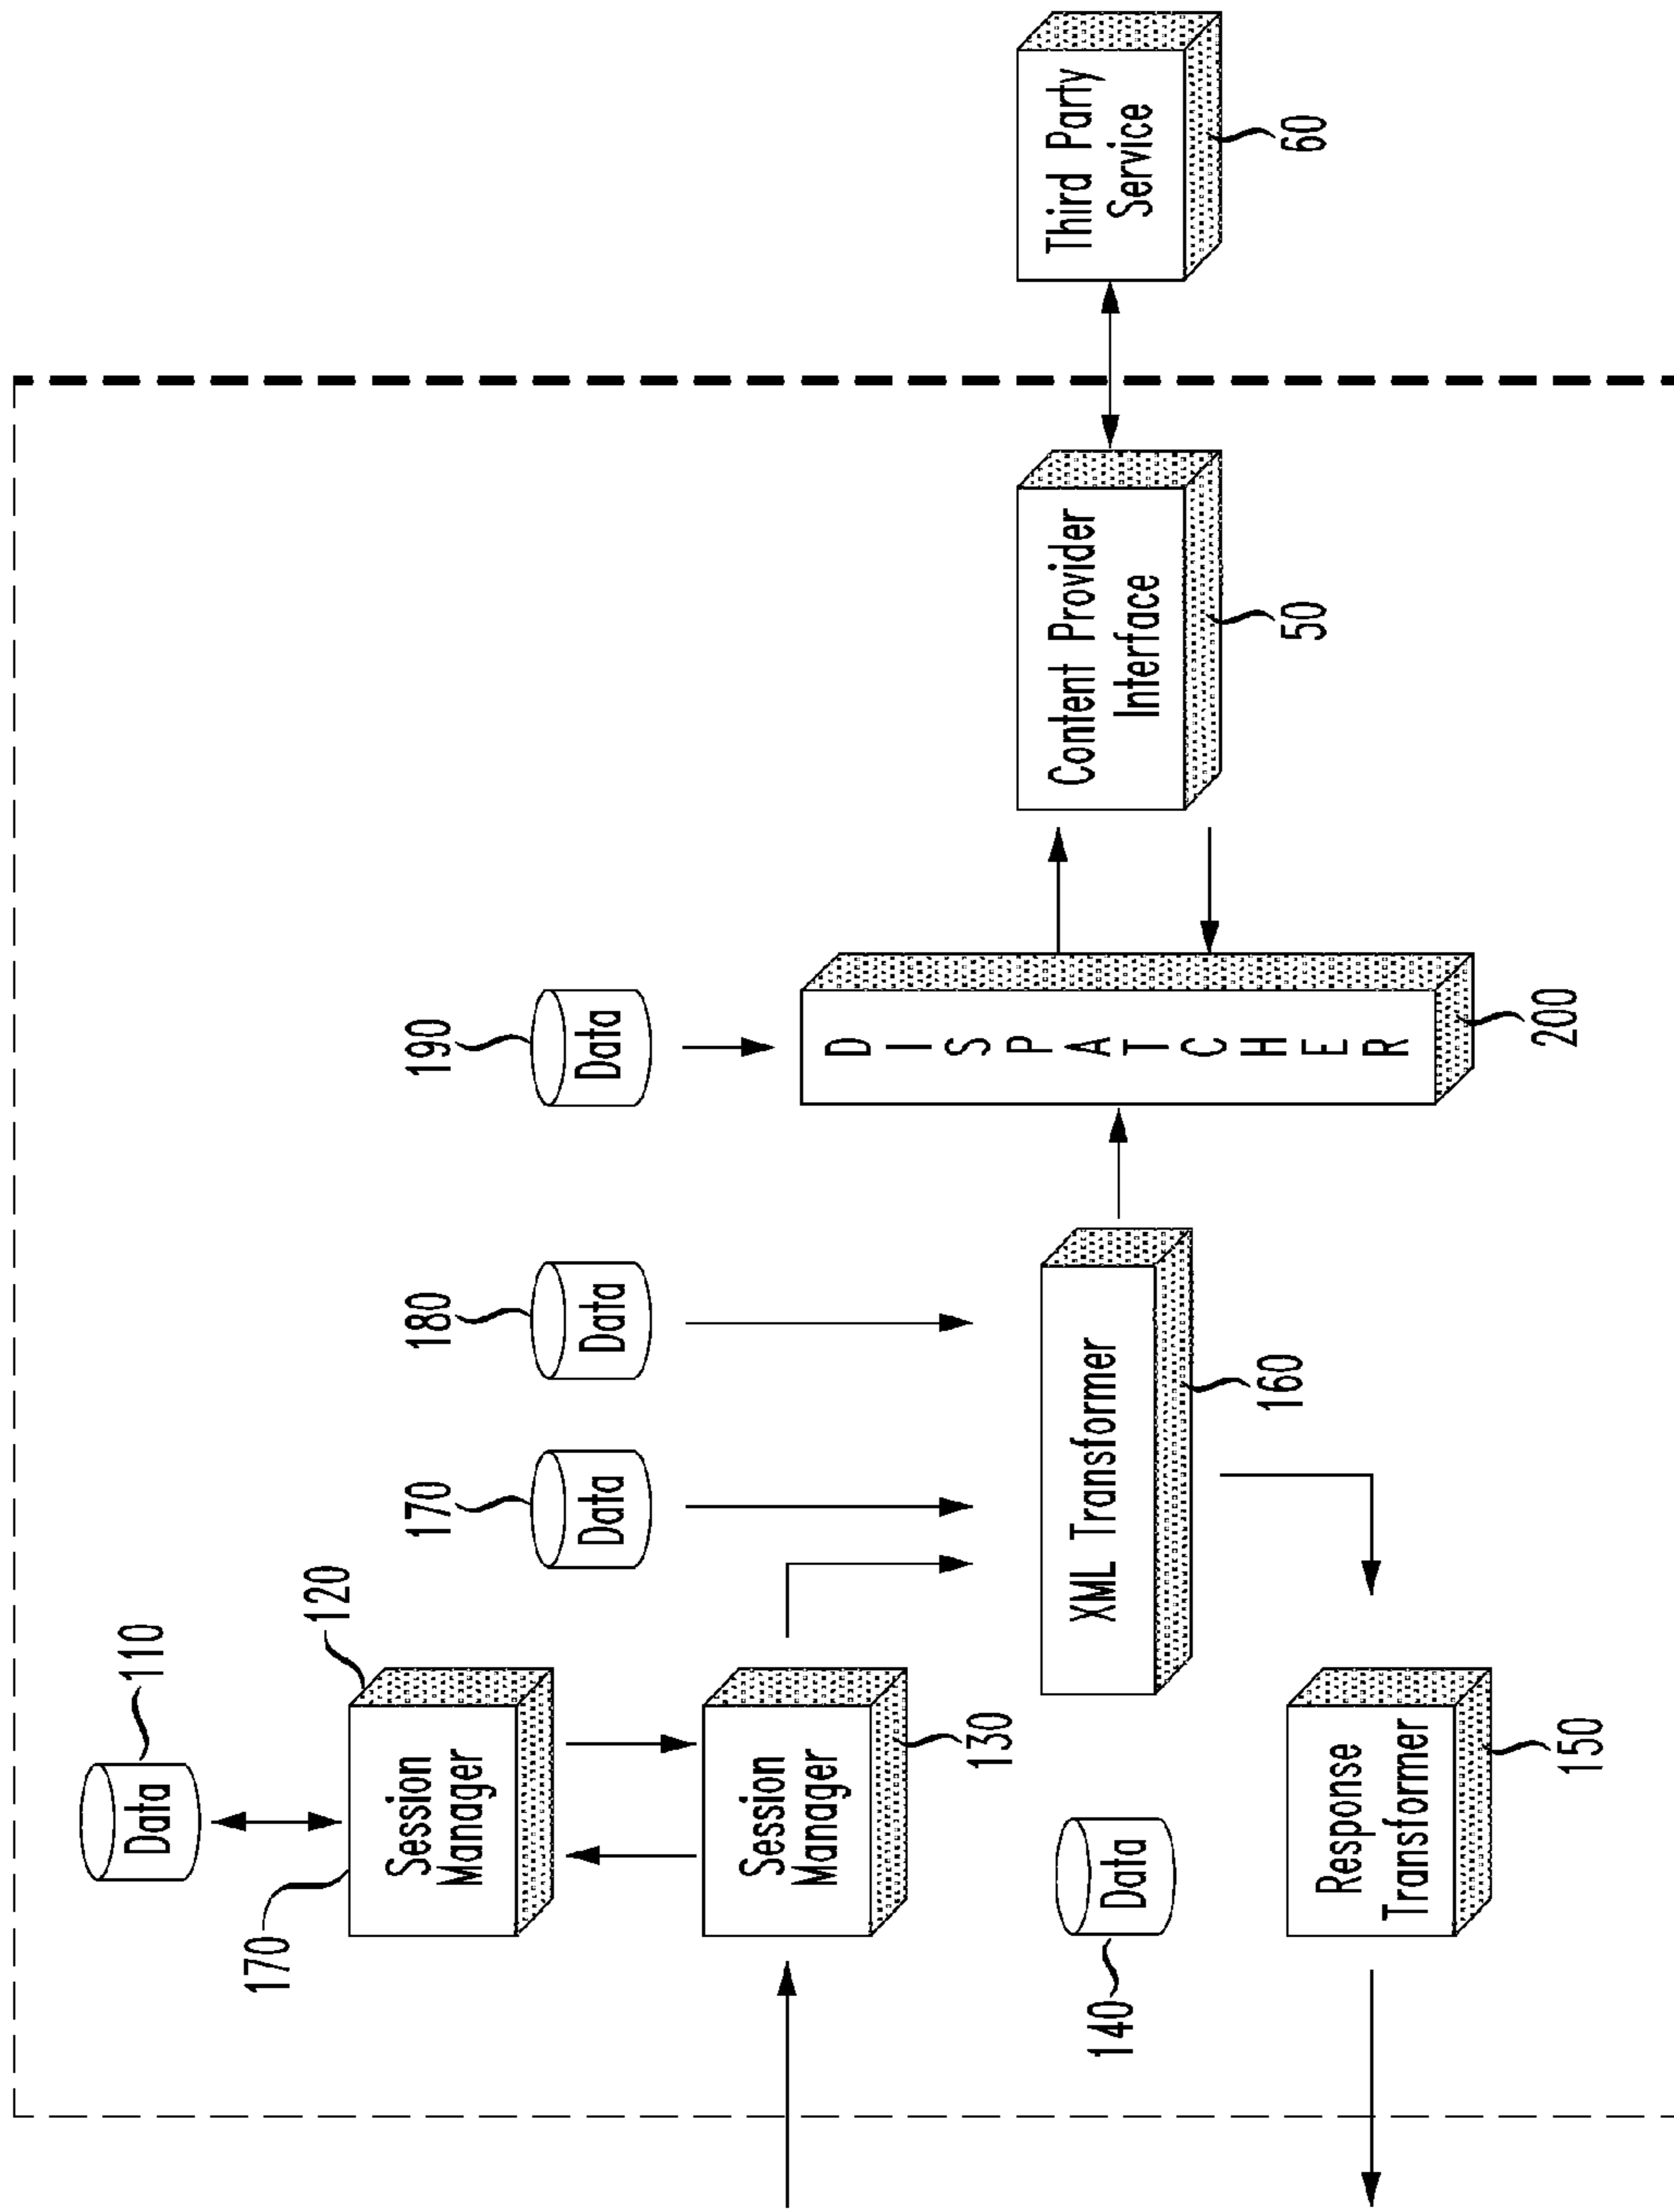 110
Data
170
120
Session
Manager
170
Data
180
Data
190
Data
Session
Manager
130
DISPATCHER
200
140
Data
XML Transformer
160
Content Provider
Interface
50
Third Party
Service
60
Response
Transformer
150